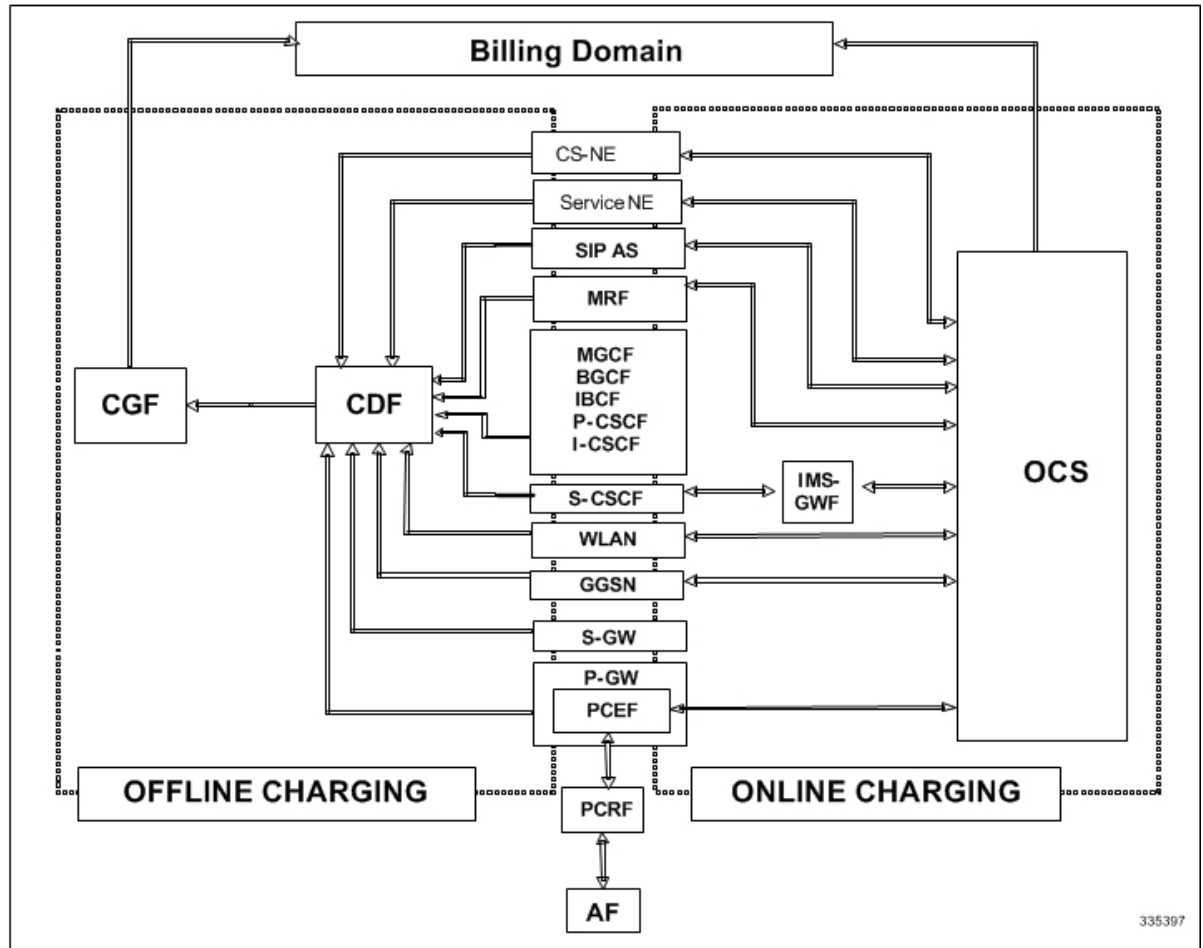 Billing Domain
CS-NE
Service NE
SIP AS
MRF
MGCF
BGCF
IBCF
P-CSCF
I-CSCF
CGF
CDF
OCS
S-CSCF
IMS-
GWF
WLAN
GGSN
S-GW
P-GW
PCEF
OFFLINE CHARGING
ONLINE CHARGING
PCRF
AF
335397